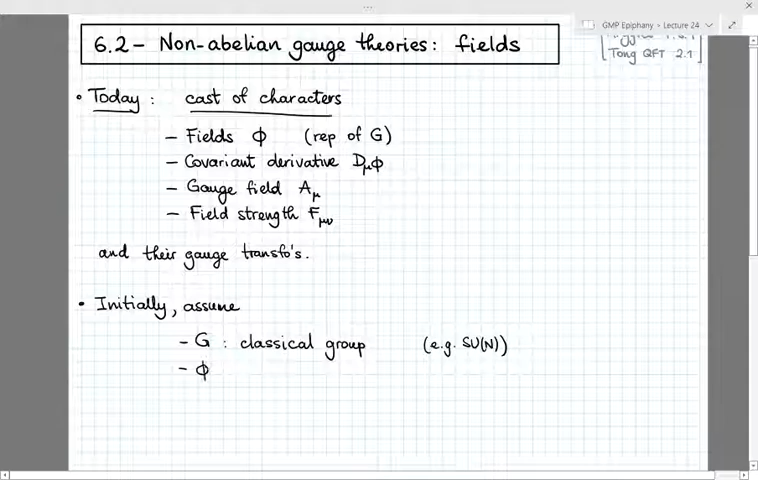 GMP Epiphany • Lecture 24
6.2 – Non-abelian gauge theories: fields
Tong QFT 2.1
• Today: cast of characters
– Fields ϕ (rep of G)
– Covariant derivative D_μϕ
– Gauge field A_μ
– Field strength F_μν
and their gauge transfo's.
• Initially, assume
– G : classical group (e.g. SU(N))
– ϕ